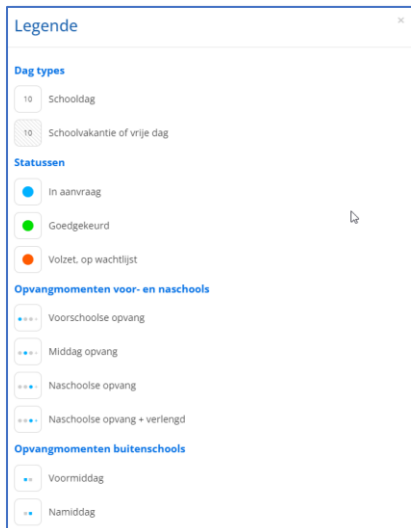 Legende
×
Dag types
10 Schooldag
10 Schoolvakantie of vrije dag
Statussen
In aanvraag
Goedgekeurd
Volzet, op wachtlijst
Opvangmomenten voor- en naschools
Voorschoolse opvang
Middag opvang
Naschoolse opvang
Naschoolse opvang + verlengd
Opvangmomenten buitenschools
Voormiddag
Namiddag